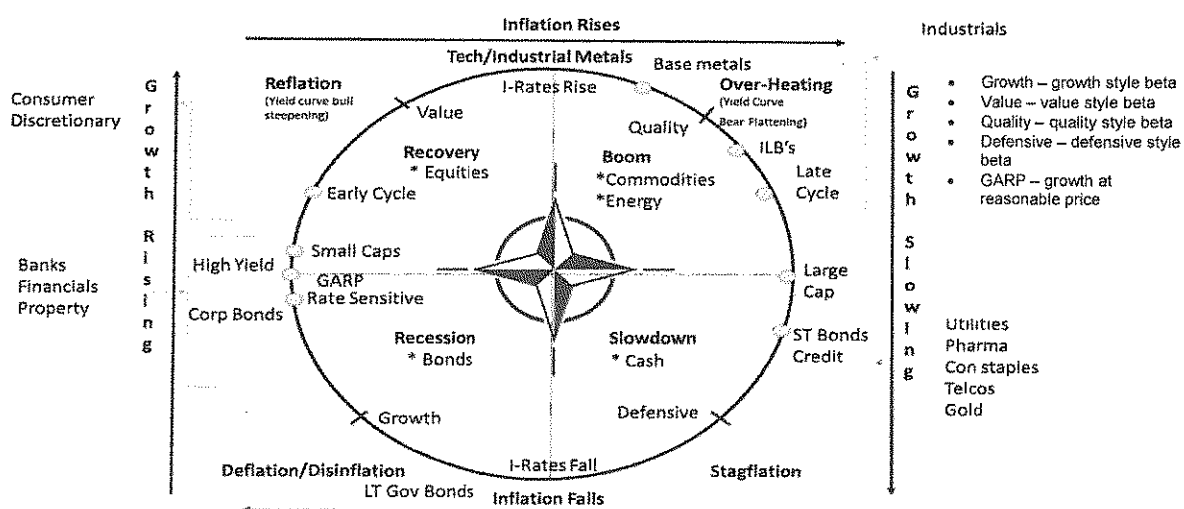 Inflation Rises
Industrials
Tech/Industrial Metals
Base metals
Reflation
(Yield curve bull
steepening)
I-Rates Rise
Over-Heating
(Yield Curve
Bear Flattening)
Consumer
Discretionary
Growth Rising
Value
Quality
ILB's
Recovery
* Equities
Boom
*Commodities
*Energy
Early Cycle
Late
Cycle
Growth Slowing
• Growth – growth style beta
• Value – value style beta
• Quality – quality style beta
• Defensive – defensive style
beta
• GARP – growth at
reasonable price
Small Caps
High Yield
GARP
Rate Sensitive
Corp Bonds
Banks
Financials
Property
Large
Cap
ST Bonds
Credit
Recession
* Bonds
Slowdown
* Cash
Utilities
Pharma
Con staples
Telcos
Gold
Growth
Defensive
Deflation/Disinflation
I-Rates Fall
Stagflation
LT Gov Bonds
Inflation Falls